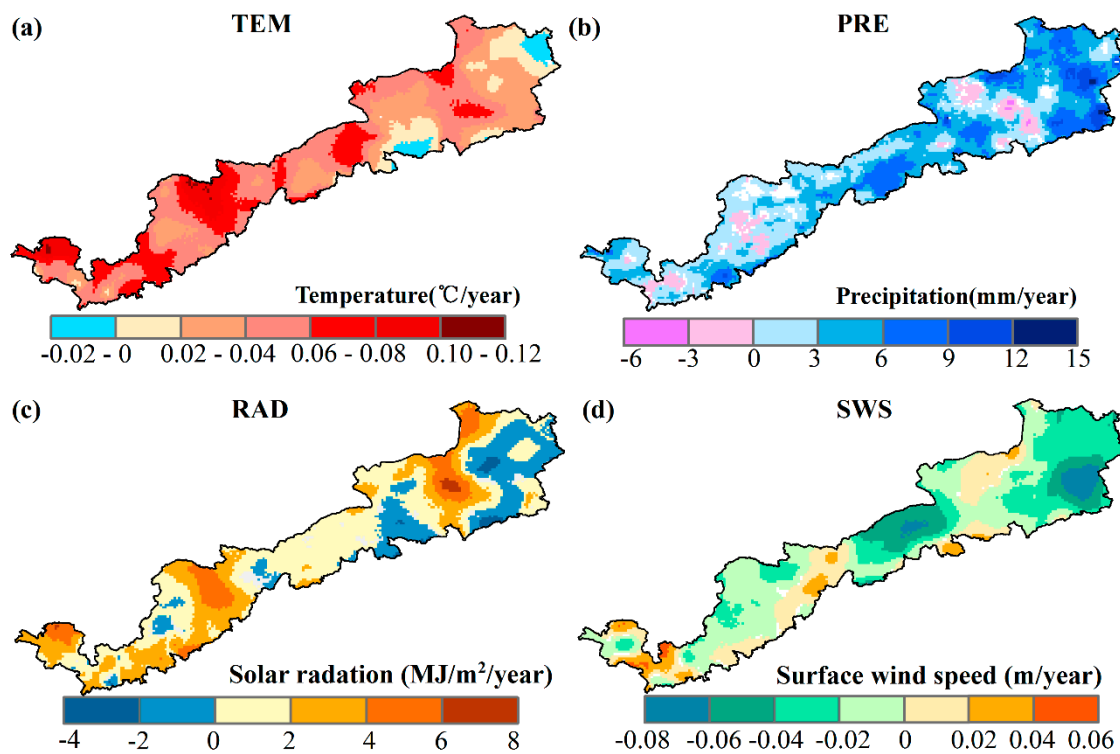 (a) TEM
Temperature(℃/year)
-0.02 - 0 0.02 - 0.04 0.06 - 0.08 0.10 - 0.12
(b) PRE
Precipitation(mm/year)
-6 -3 0 3 6 9 12 15
(c) RAD
Solar radation (MJ/m²/year)
-4 -2 0 2 4 6 8
(d) SWS
Surface wind speed (m/year)
-0.08 -0.06 -0.04 -0.02 0 0.02 0.04 0.06